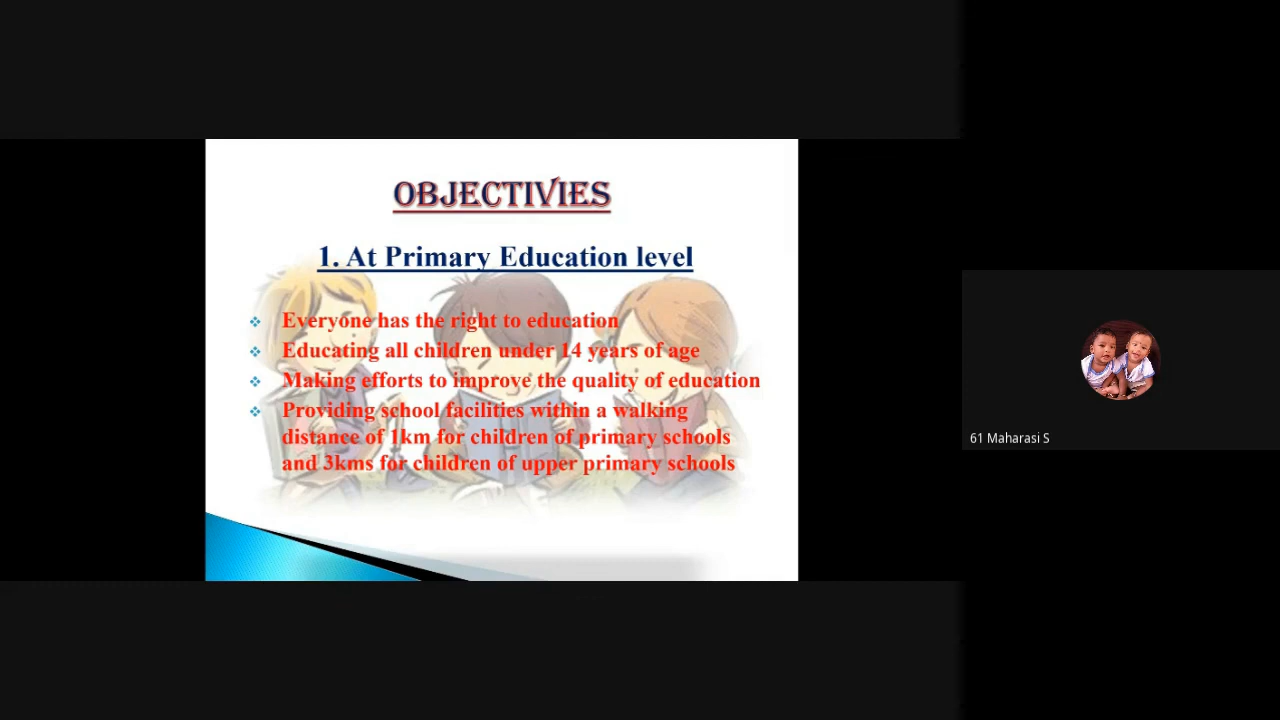 OBJECTIVIES
1. At Primary Education level
Everyone has the right to education
Educating all children under 14 years of age
Making efforts to improve the quality of education
Providing school facilities within a walking
distance of 1km for children of primary schools
and 3kms for children of upper primary schools
61 Maharasi S